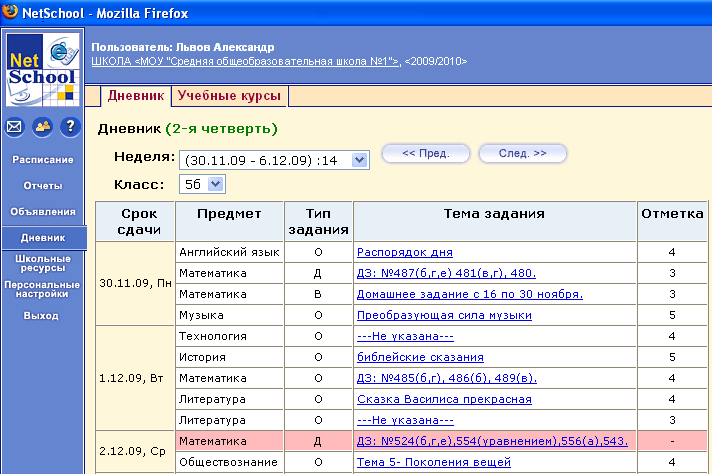 NetSchool - Mozilla Firefox
Net School
Пользователь: Львов Александр
ШКОЛА <МОУ "Средняя общеобразовательная школа №1">, <2009/2010>
Дневник Учебные курсы
?
Расписание
Отчеты
Объявления
Дневник
Школьные
ресурсы
Персональные
настройки
Выход
Дневник (2-я четверть)
Неделя: (30.11.09 - 6.12.09) :14 << Пред. След. >>
Класс: 5б
Срок сдачи Предмет Тип задания Тема задания Отметка
30.11.09, Пн Английский язык О Распорядок дня 4
Математика Д ДЗ: №487(б,г,е) 481(в,г), 480. 3
Математика В Домашнее задание с 16 по 30 ноября. 3
Музыка О Преобразующая сила музыки 5
1.12.09, Вт Технология О ---Не указана--- 4
История О библейские сказания 5
Математика О ДЗ: №485(б,г), 486(б), 489(в). 4
Литература О Сказка Василиса прекрасная 4
Литература О ---Не указана--- 3
2.12.09, Ср Математика Д ДЗ: №524(б,г,е),554(уравнением),556(а),543. -
Обществознание О Тема 5- Поколения вещей 4